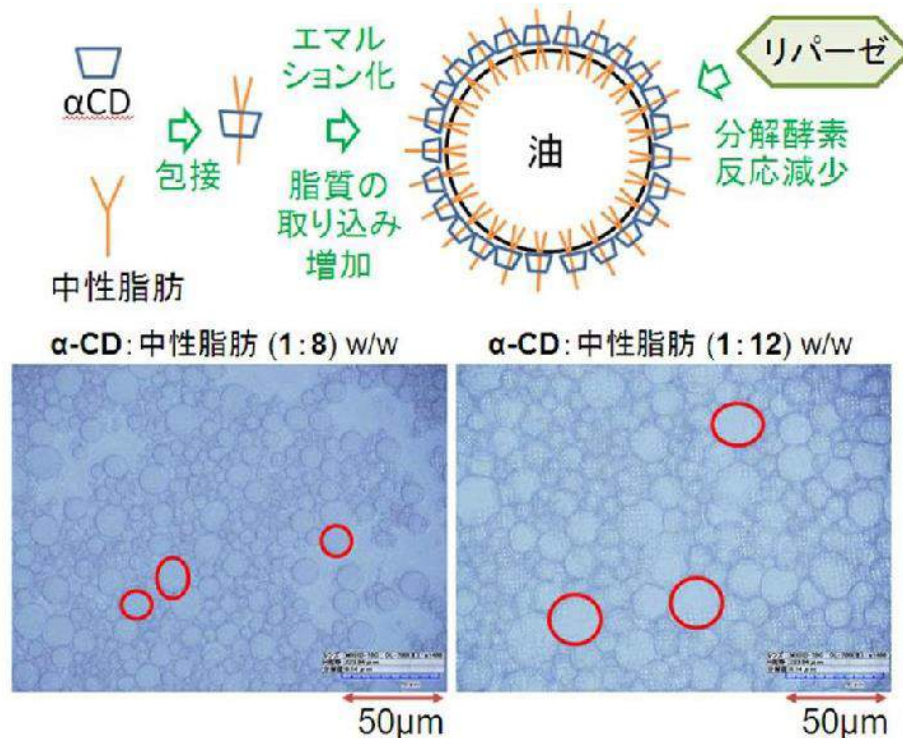 αCD
中性脂肪
包接
エマル
ション化
脂質の
取り込み
増加
油
リパーゼ
分解酵素
反応減少
α-CD：中性脂肪 (1：8) w/w
α-CD：中性脂肪 (1：12) w/w
50μm
50μm